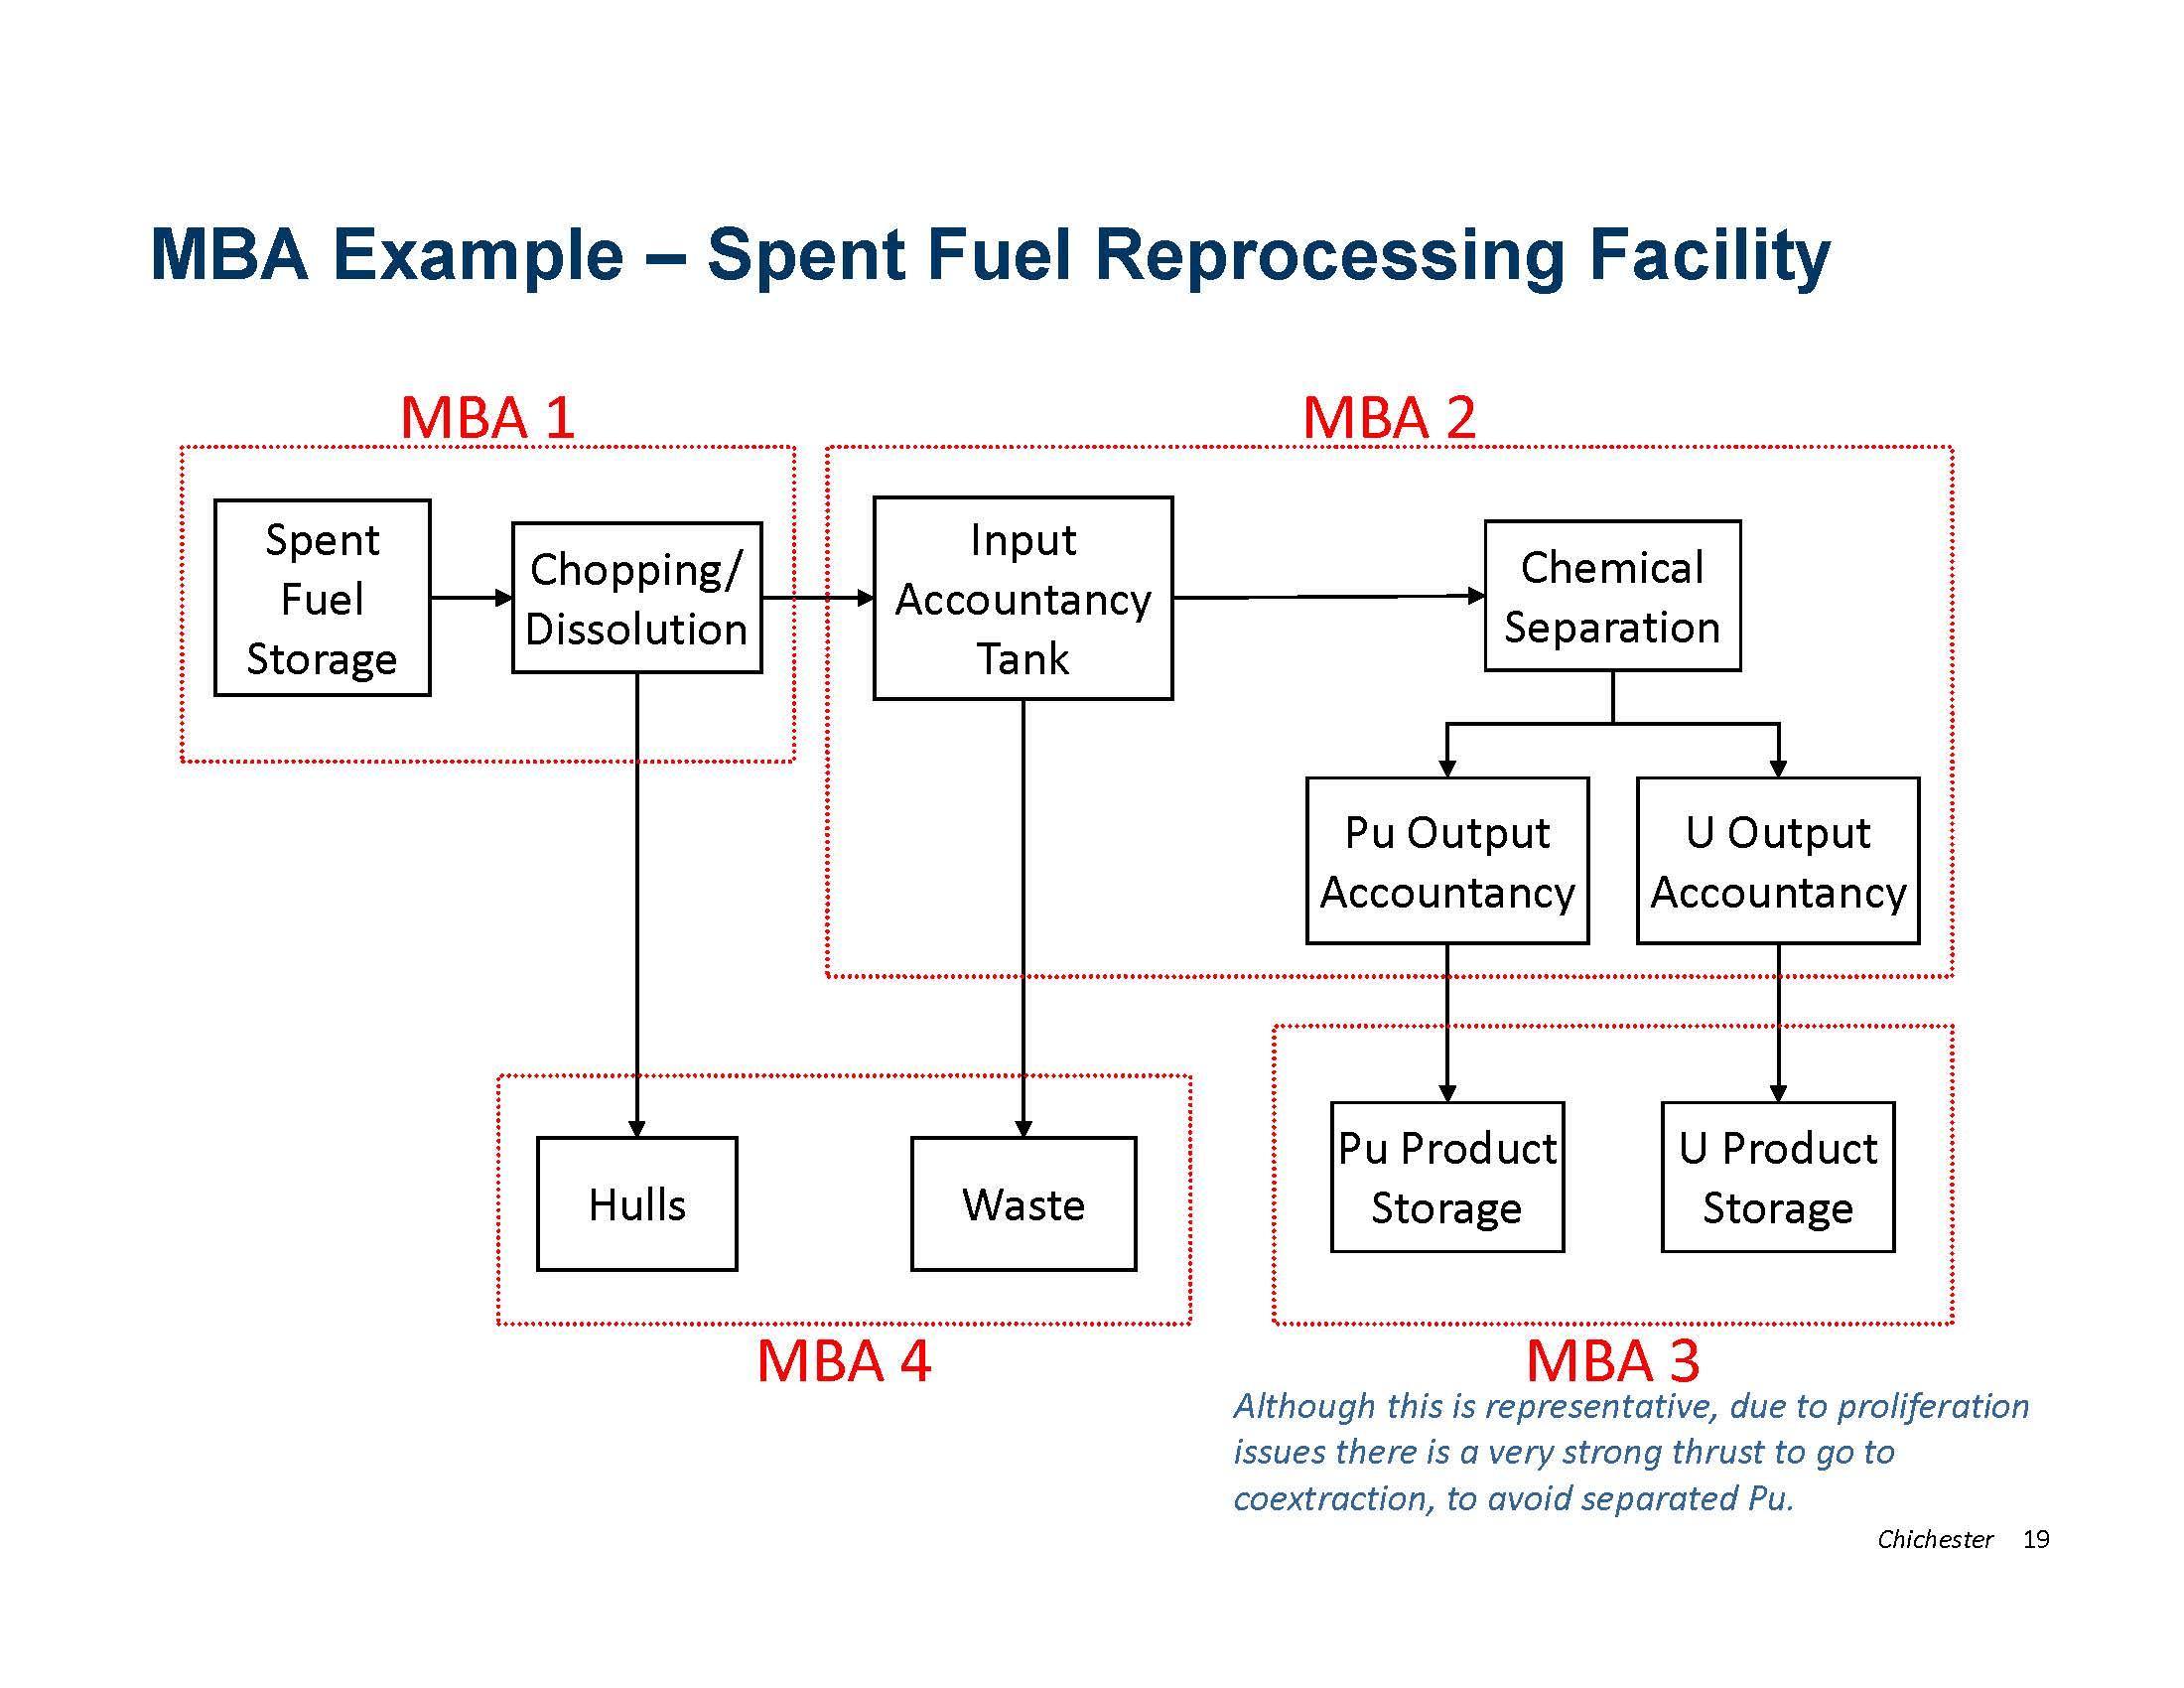 MBA Example – Spent Fuel Reprocessing Facility
MBA 1
MBA 2
Spent
Fuel
Storage
Chopping/
Dissolution
Input
Accountancy
Tank
Chemical
Separation
Pu Output
Accountancy
U Output
Accountancy
Hulls
Waste
Pu Product
Storage
U Product
Storage
MBA 4
MBA 3
Although this is representative, due to proliferation
issues there is a very strong thrust to go to
coextraction, to avoid separated Pu.
Chichester 19